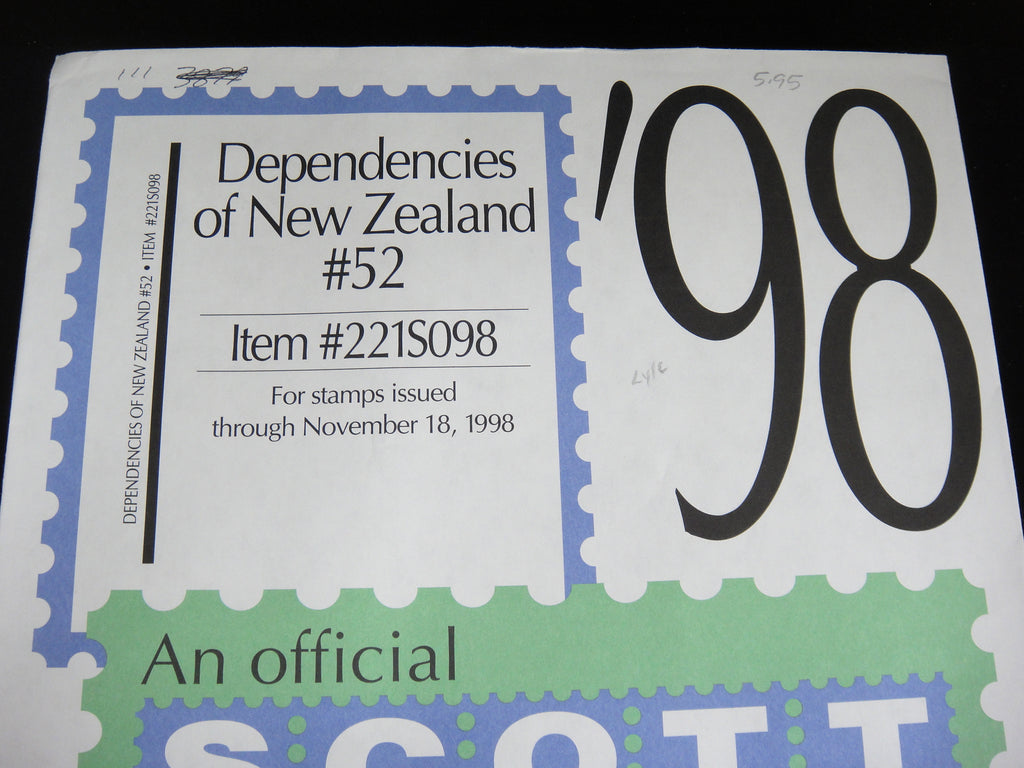 111
5.95
'98
Dependencies
of New Zealand
#52
Item #221S098
For stamps issued
through November 18, 1998
DEPENDENCIES OF NEW ZEALAND #52 • ITEM #221S098
Lyle
An official
SCOTT